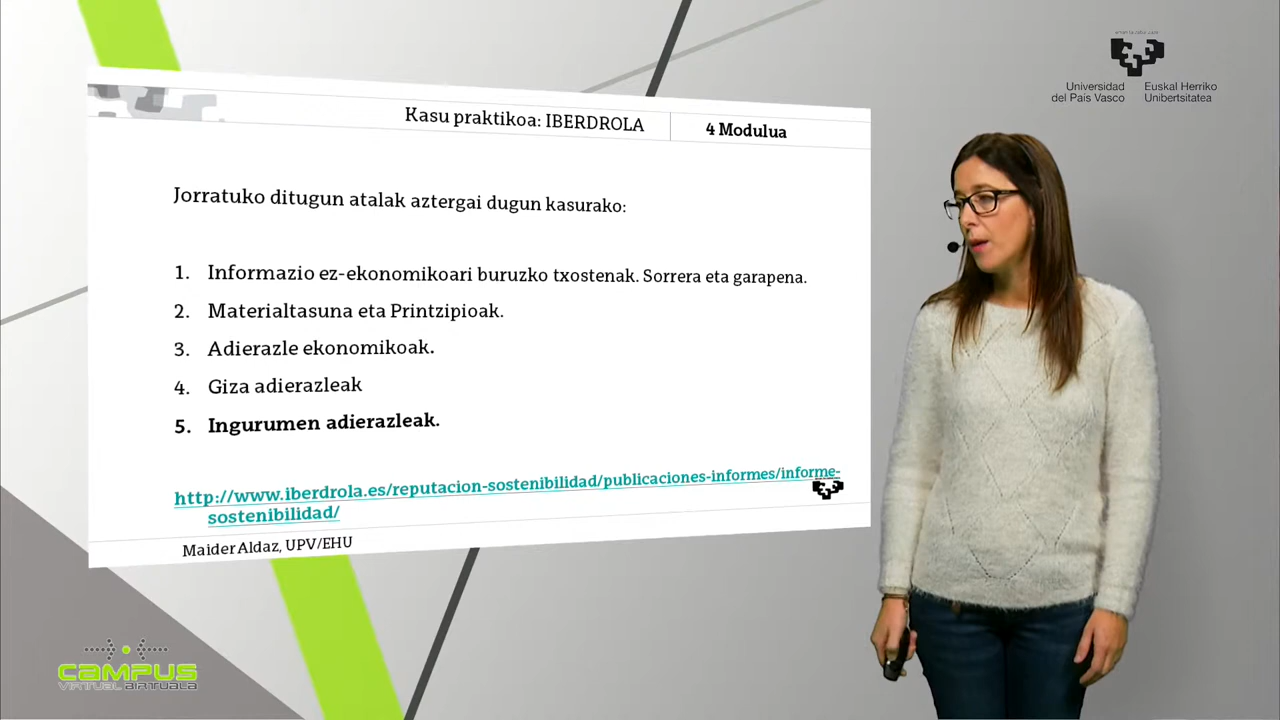 Universidad
del País Vasco
Euskal Herriko
Unibertsitatea
Kasu praktikoa: IBERDROLA
4 Modulua
Jorratuko ditugun atalak aztergai dugun kasurako:
1. Informazio ez-ekonomikoari buruzko txostenak. Sorrera eta garapena.
2. Materialtasuna eta Printzipioak.
3. Adierazle ekonomikoak.
4. Giza adierazleak
5. Ingurumen adierazleak.
http://www.iberdrola.es/reputacion-sostenibilidad/publicaciones-informes/informe-
sostenibilidad/
Maider Aldaz, UPV/EHU
CAMPUS
VIRTUAL BIRTUALA